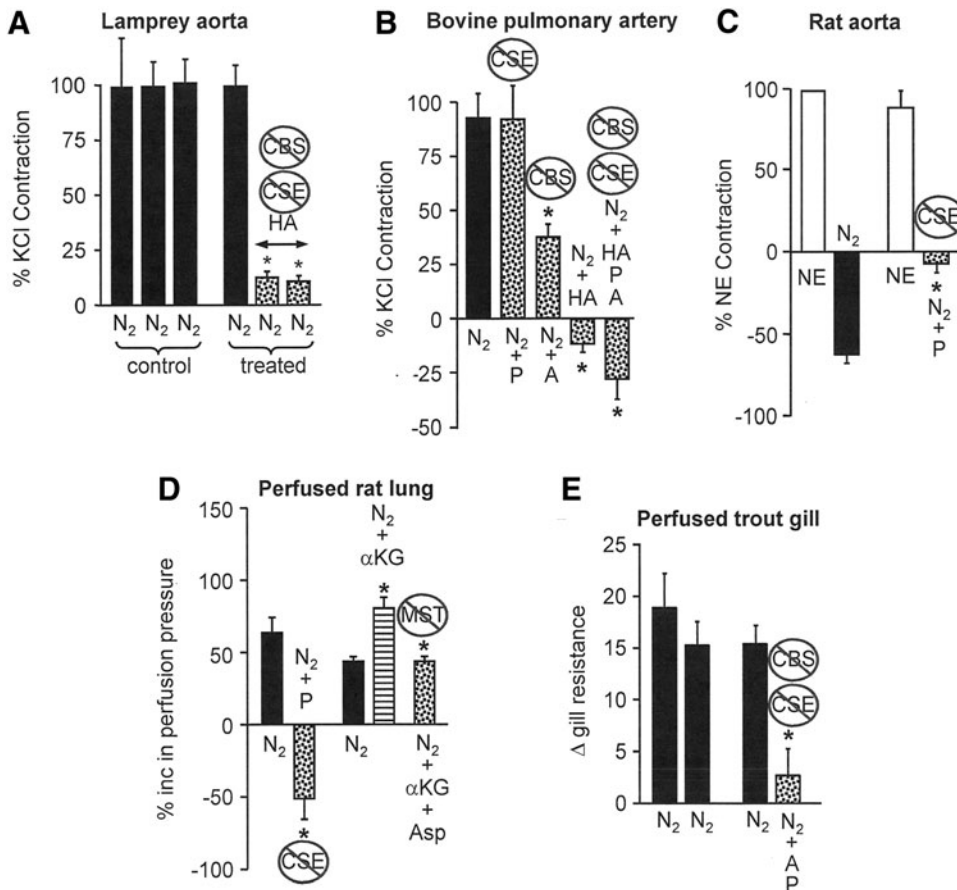 A
Lamprey aorta
% KCl Contraction
100
75
50
25
0
CBS
CSE
HA
* *
N2 N2 N2 N2 N2 N2
control treated
B
Bovine pulmonary artery
% KCl Contraction
100
75
50
25
0
-25
-50
CSE
CBS
*
CBS
CSE
N2
+
HA
N2
+
HA
P
A
N2
N2
+
P
N2
+
A
*
*
C
Rat aorta
% NE Contraction
100
50
0
-50
-100
N2
NE
NE
CSE
*
N2
+
P
D
Perfused rat lung
% inc in perfusion pressure
150
100
50
0
-50
-100
N2
+
P
N2
+
αKG
*
MST
*
N2
N2
N2
+
αKG
+
Asp
*
CSE
E
Perfused trout gill
Δ gill resistance
25
20
15
10
5
0
CBS
CSE
*
N2 N2 N2 N2
+
A
P